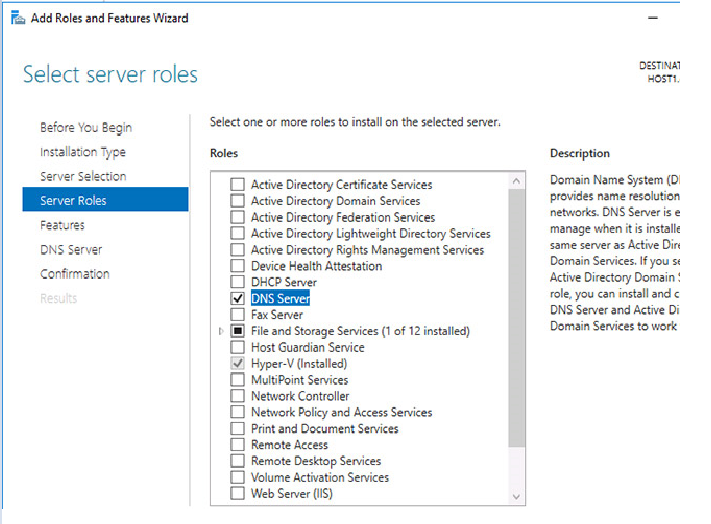 Add Roles and Features Wizard
Select server roles
DESTINAT
HOST1.
Before You Begin
Installation Type
Server Selection
Server Roles
Features
DNS Server
Confirmation
Results
Select one or more roles to install on the selected server.
Roles
Active Directory Certificate Services
Active Directory Domain Services
Active Directory Federation Services
Active Directory Lightweight Directory Services
Active Directory Rights Management Services
Device Health Attestation
DHCP Server
DNS Server
Fax Server
File and Storage Services (1 of 12 installed)
Host Guardian Service
Hyper-V (Installed)
MultiPoint Services
Network Controller
Network Policy and Access Services
Print and Document Services
Remote Access
Remote Desktop Services
Volume Activation Services
Web Server (IIS)
Description
Domain Name System (D
provides name resolution
networks. DNS Server is e
manage when it is installe
same server as Active Dire
Domain Services. If you se
Active Directory Domain S
role, you can install and c
DNS Server and Active Di
Domain Services to work